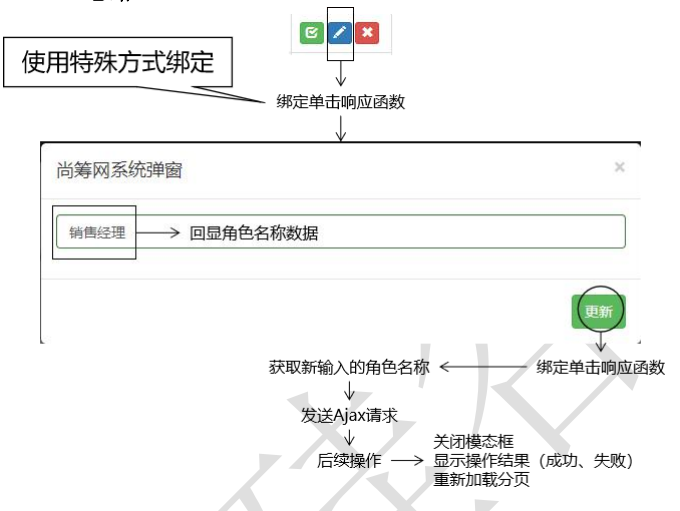 使用特殊方式绑定
绑定单击响应函数
尚筹网系统弹窗
×
销售经理
回显角色名称数据
更新
获取新输入的角色名称
绑定单击响应函数
发送Ajax请求
后续操作
关闭模态框
显示操作结果（成功、失败）
重新加载分页